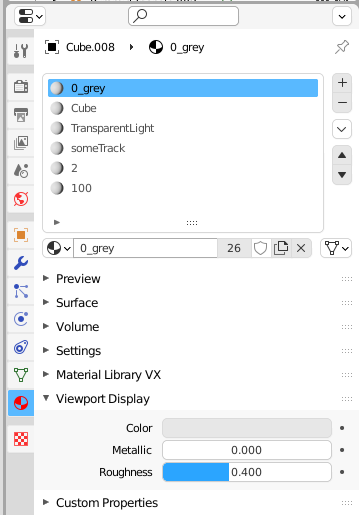 Cube.008 0_grey
0_grey
Cube
TransparentLight
someTrack
2
100
0_grey 26
Preview
Surface
Volume
Settings
Material Library VX
Viewport Display
Color
Metallic 0.000
Roughness 0.400
Custom Properties